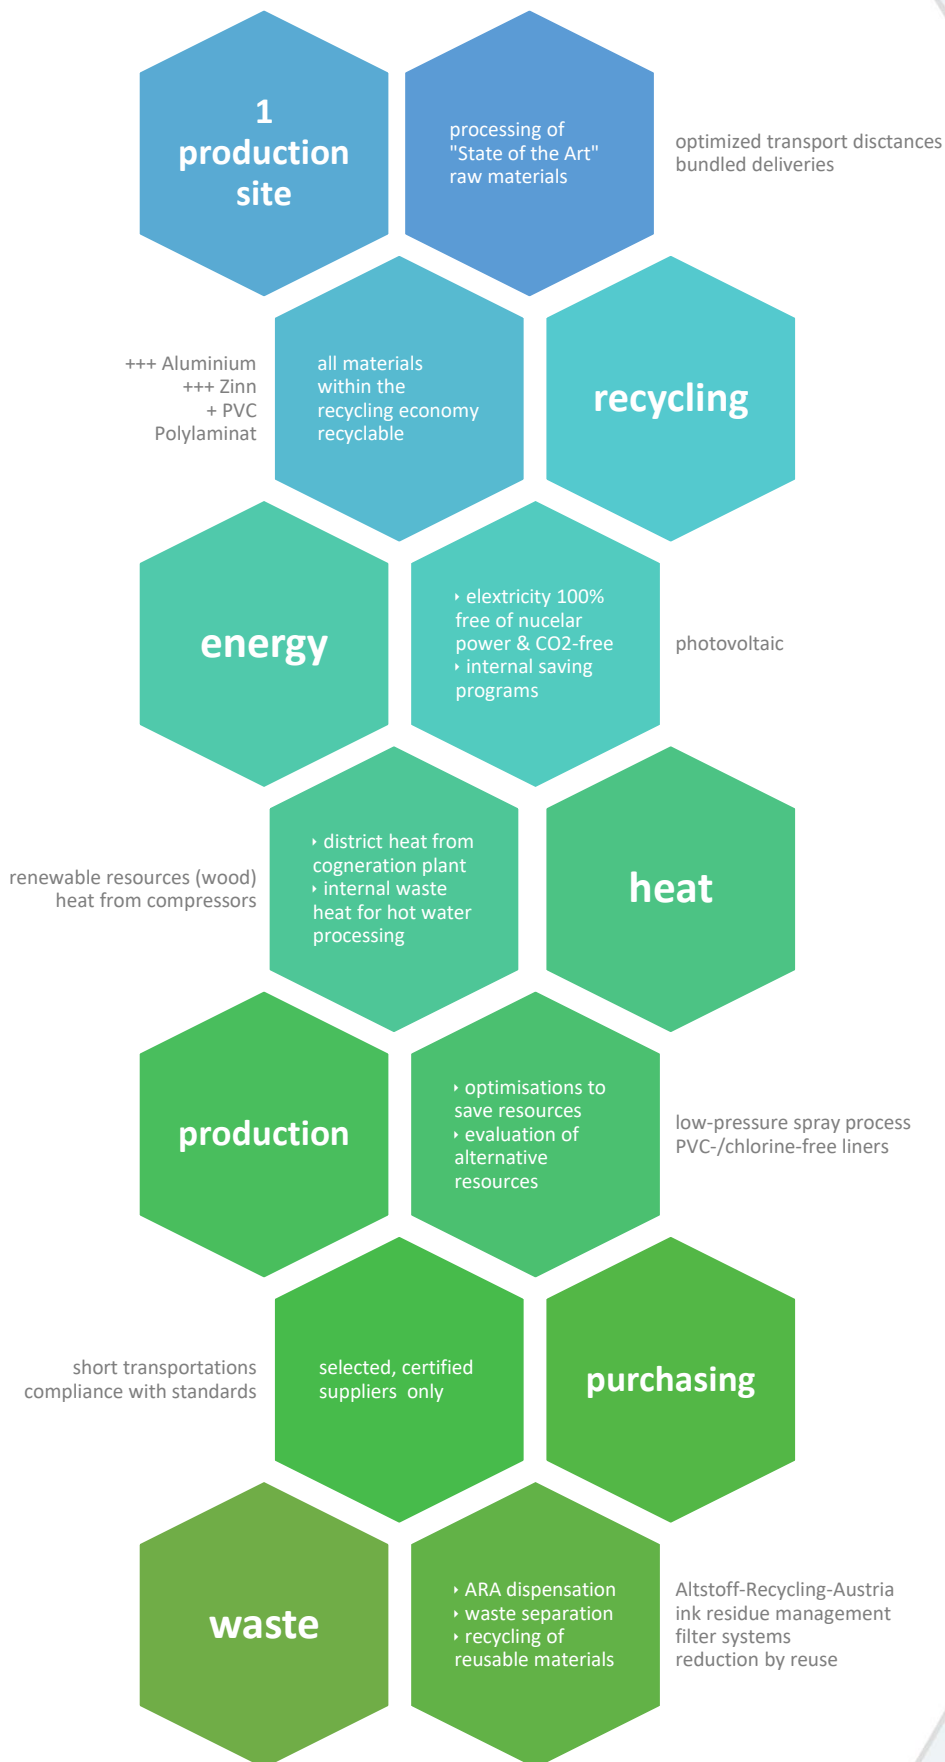 1
production
site
processing of
"State of the Art"
raw materials
optimized transport disctances
bundled deliveries
+++ Aluminium
+++ Zinn
+ PVC
Polylaminat
all materials
within the
recycling economy
recyclable
recycling
energy
‣ elextricity 100%
free of nucelar
power & CO2-free
‣ internal saving
programs
photovoltaic
renewable resources (wood)
heat from compressors
‣ district heat from
cogneration plant
‣ internal waste
heat for hot water
processing
heat
production
‣ optimisations to
save resources
‣ evaluation of
alternative
resources
low-pressure spray process
PVC-/chlorine-free liners
short transportations
compliance with standards
selected, certified
suppliers  only
purchasing
waste
‣ ARA dispensation
‣ waste separation
‣ recycling of
reusable materials
Altstoff-Recycling-Austria
ink residue management
filter systems
reduction by reuse